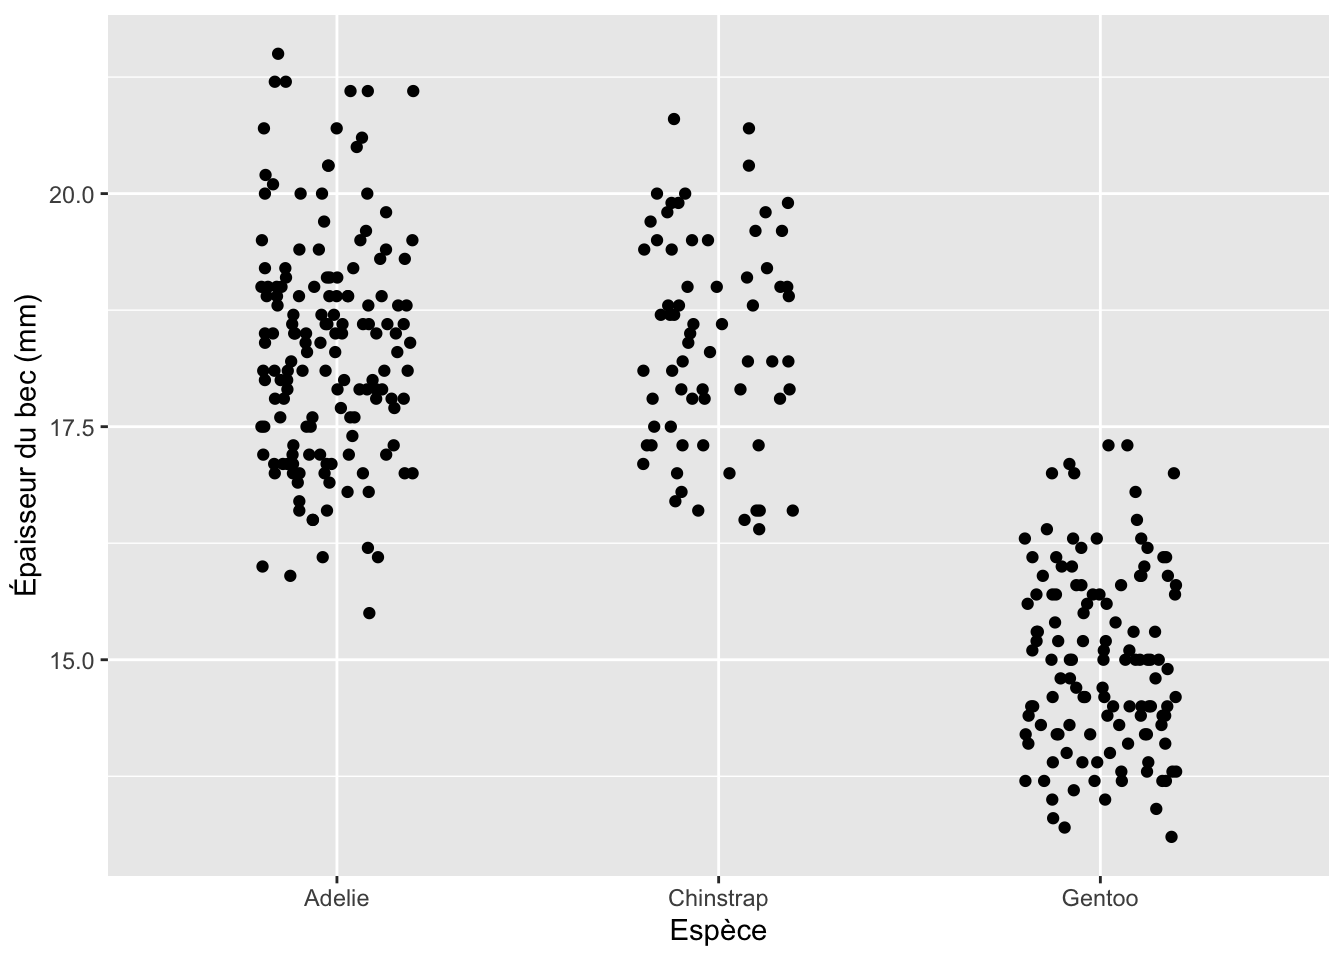 Épaisseur du bec (mm)
20.0
17.5
15.0
Adelie
Chinstrap
Gentoo
Espèce